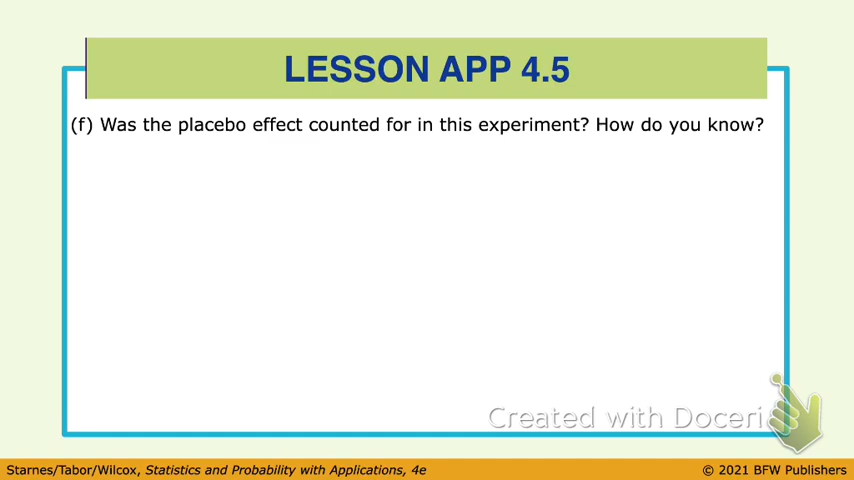 LESSON APP 4.5
(f) Was the placebo effect counted for in this experiment? How do you know?
Created with Doceri
Starnes/Tabor/Wilcox, Statistics and Probability with Applications, 4e
© 2021 BFW Publishers